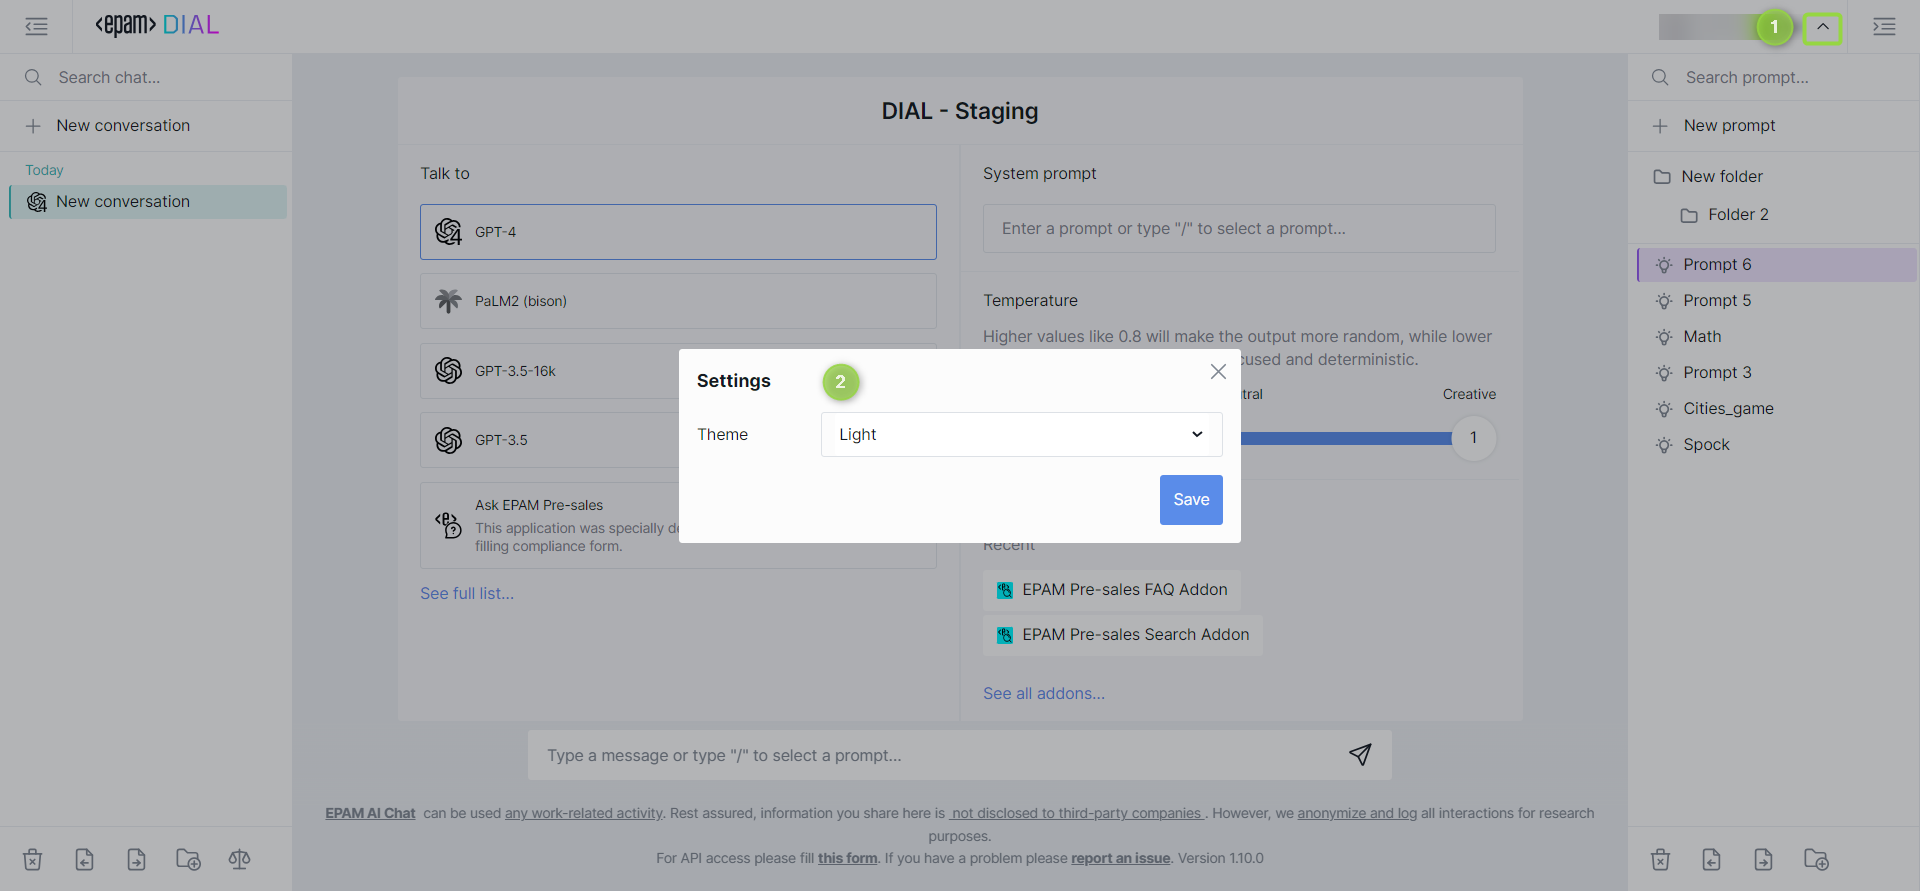 <epam> DIAL
1
Search chat...
New conversation
Today
New conversation
DIAL - Staging
Talk to
GPT-4
PaLM2 (bison)
GPT-3.5-16k
GPT-3.5
Ask EPAM Pre-sales
This application was specially de
filling compliance form.
See full list...
System prompt
Enter a prompt or type "/" to select a prompt...
Temperature
Higher values like 0.8 will make the output more random, while lower
cused and deterministic.
tral
Creative
1
Recent
EPAM Pre-sales FAQ Addon
EPAM Pre-sales Search Addon
See all addons...
Settings
2
Theme
Light
Save
Type a message or type "/" to select a prompt...
EPAM AI Chat can be used any work-related activity. Rest assured, information you share here is not disclosed to third-party companies . However, we anonymize and log all interactions for research
purposes.
For API access please fill this form. If you have a problem please report an issue. Version 1.10.0
Search prompt...
New prompt
New folder
Folder 2
Prompt 6
Prompt 5
Math
Prompt 3
Cities_game
Spock